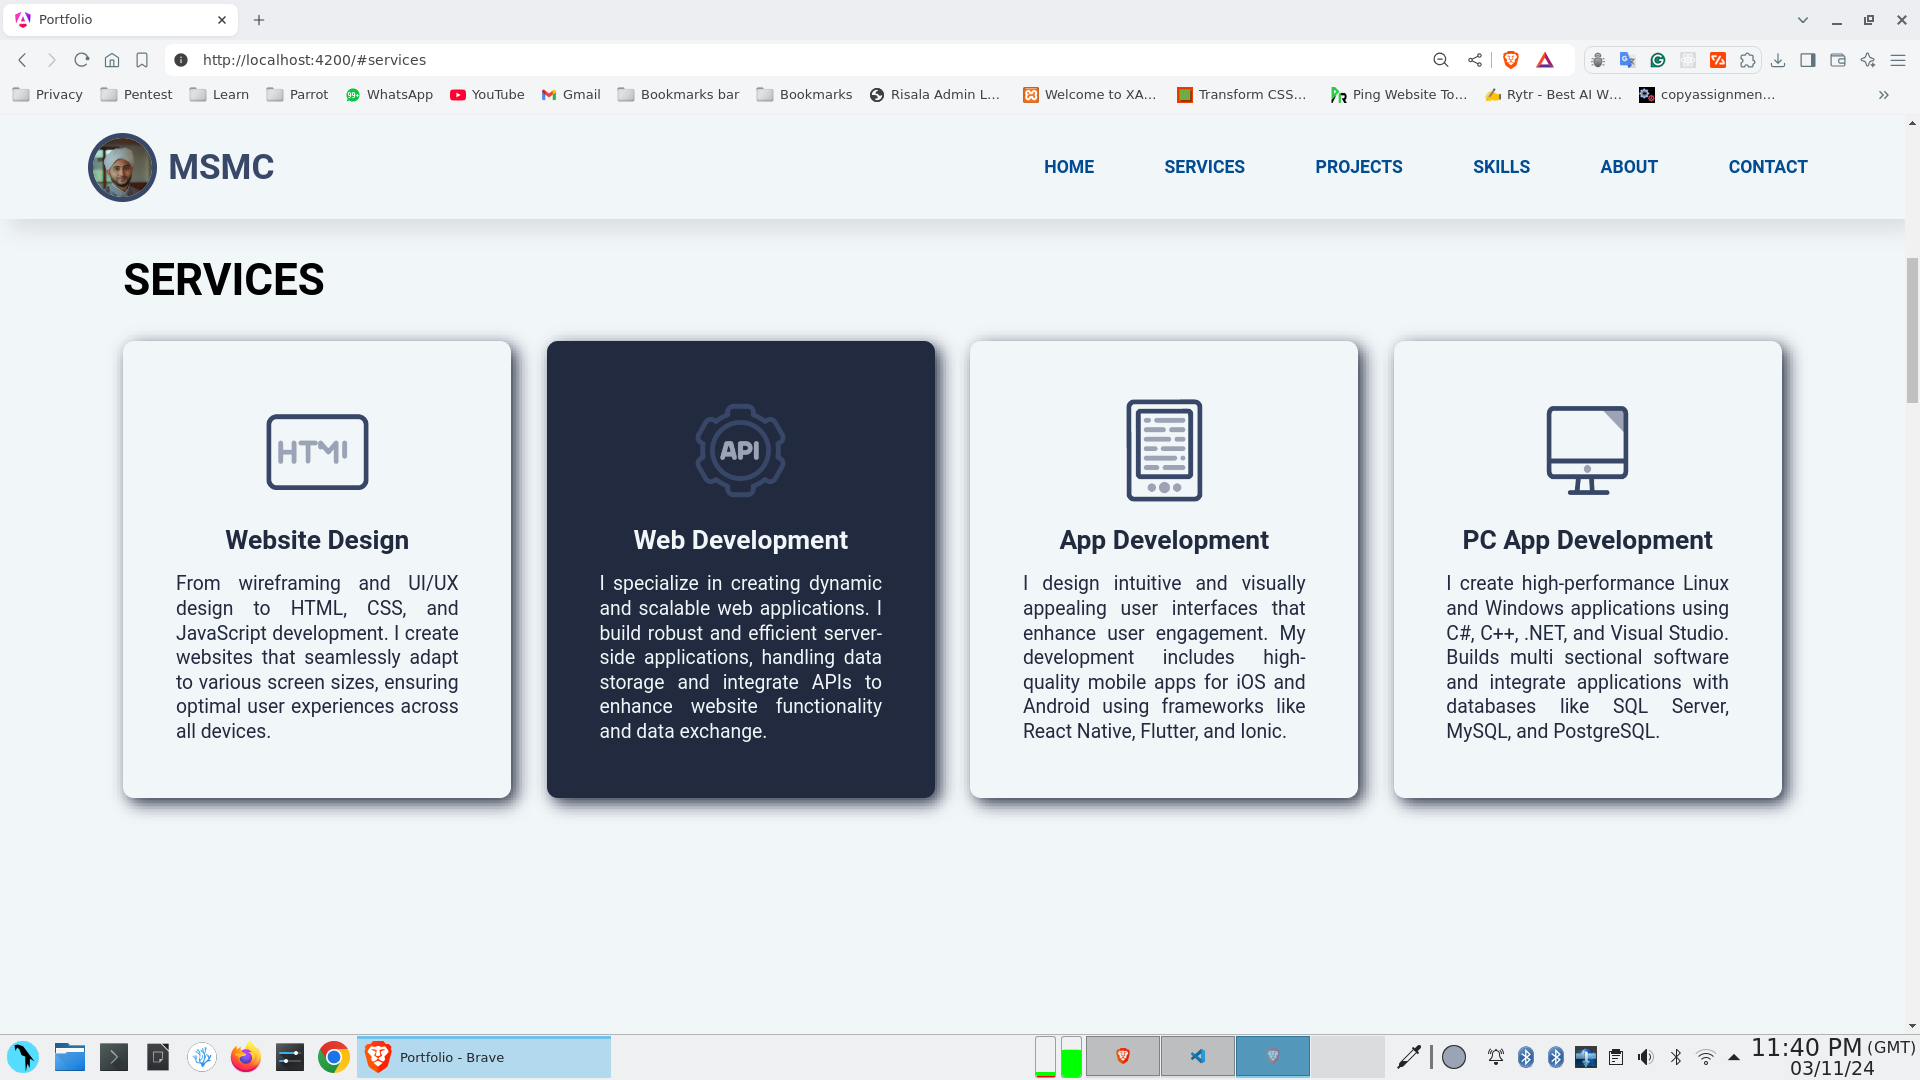 Portfolio
http://localhost:4200/#services
Privacy Pentest Learn Parrot WhatsApp YouTube Gmail Bookmarks bar Bookmarks Risala Admin L... Welcome to XA... Transform CSS... Ping Website To... Rytr - Best AI W... copyassignmen...
MSMC HOME SERVICES PROJECTS SKILLS ABOUT CONTACT
SERVICES
HTML
Website Design
From wireframing and UI/UX
design to HTML, CSS, and
JavaScript development. I create
websites that seamlessly adapt
to various screen sizes, ensuring
optimal user experiences across
all devices.
API
Web Development
I specialize in creating dynamic
and scalable web applications. I
build robust and efficient server-
side applications, handling data
storage and integrate APIs to
enhance website functionality
and data exchange.
App Development
I design intuitive and visually
appealing user interfaces that
enhance user engagement. My
development includes high-
quality mobile apps for iOS and
Android using frameworks like
React Native, Flutter, and Ionic.
PC App Development
I create high-performance Linux
and Windows applications using
C#, C++, .NET, and Visual Studio.
Builds multi sectional software
and integrate applications with
databases like SQL Server,
MySQL, and PostgreSQL.
Portfolio - Brave
11:40 PM (GMT)
03/11/24